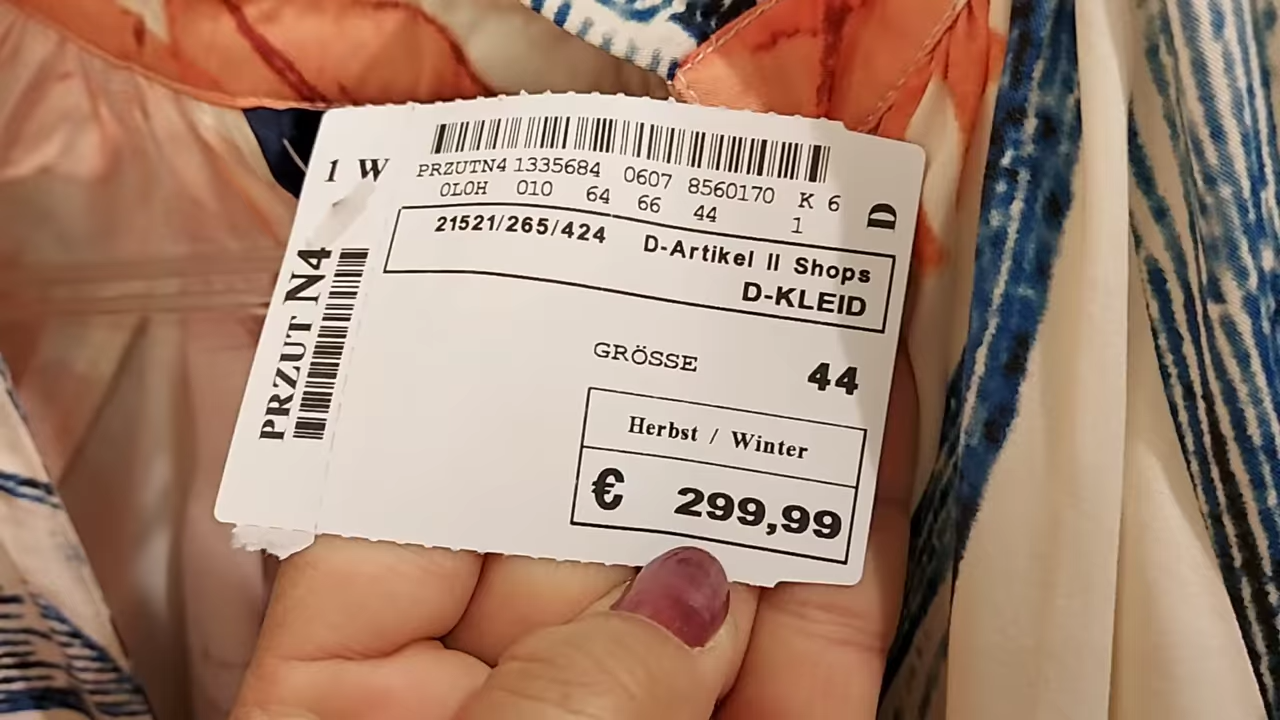 1 W
PRZUT N4
PRZUTN4 1335684 0607 8560170 K 6
0L0H 010 64 66 44 1
D
21521/265/424 D-Artikel II Shops
D-KLEID
GRÖSSE 44
Herbst / Winter
€ 299,99